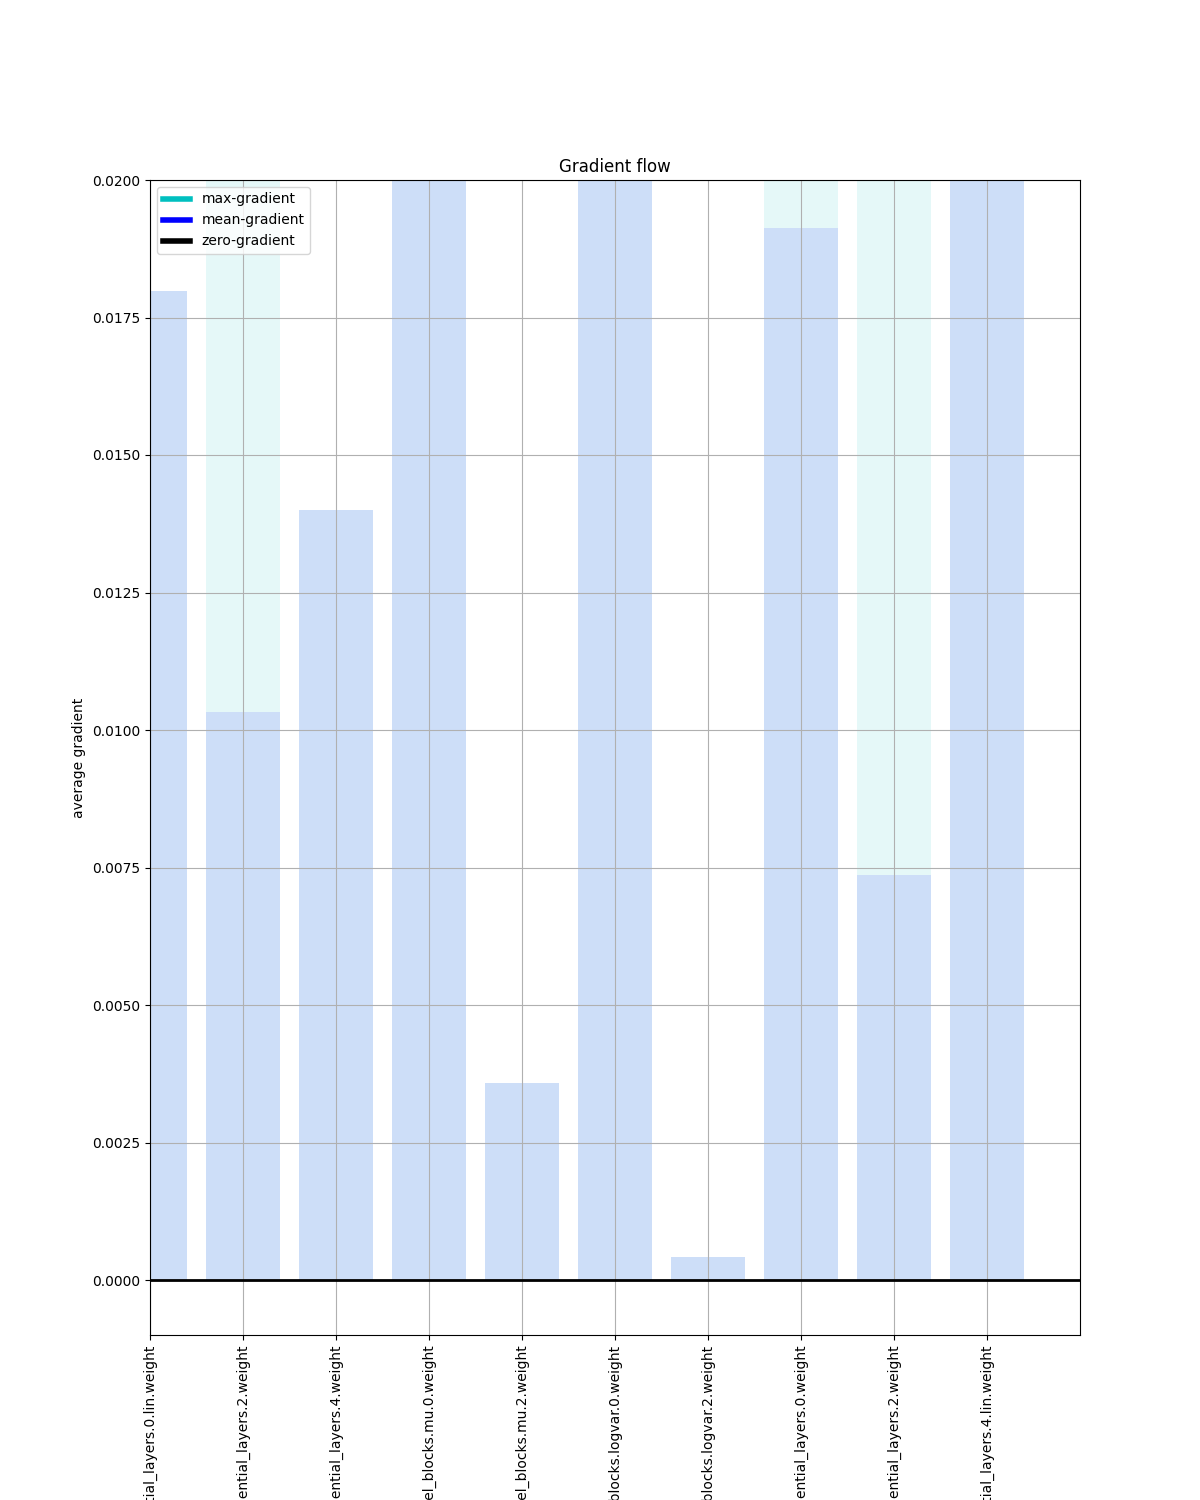 Gradient flow
max-gradient
mean-gradient
zero-gradient
0.0200
0.0175
0.0150
0.0125
0.0100
0.0075
0.0050
0.0025
0.0000
average gradient
tial_layers.0.lin.weight
ential_layers.2.weight
ential_layers.4.weight
el_blocks.mu.0.weight
el_blocks.mu.2.weight
blocks.logvar.0.weight
blocks.logvar.2.weight
ential_layers.0.weight
ential_layers.2.weight
tial_layers.4.lin.weight